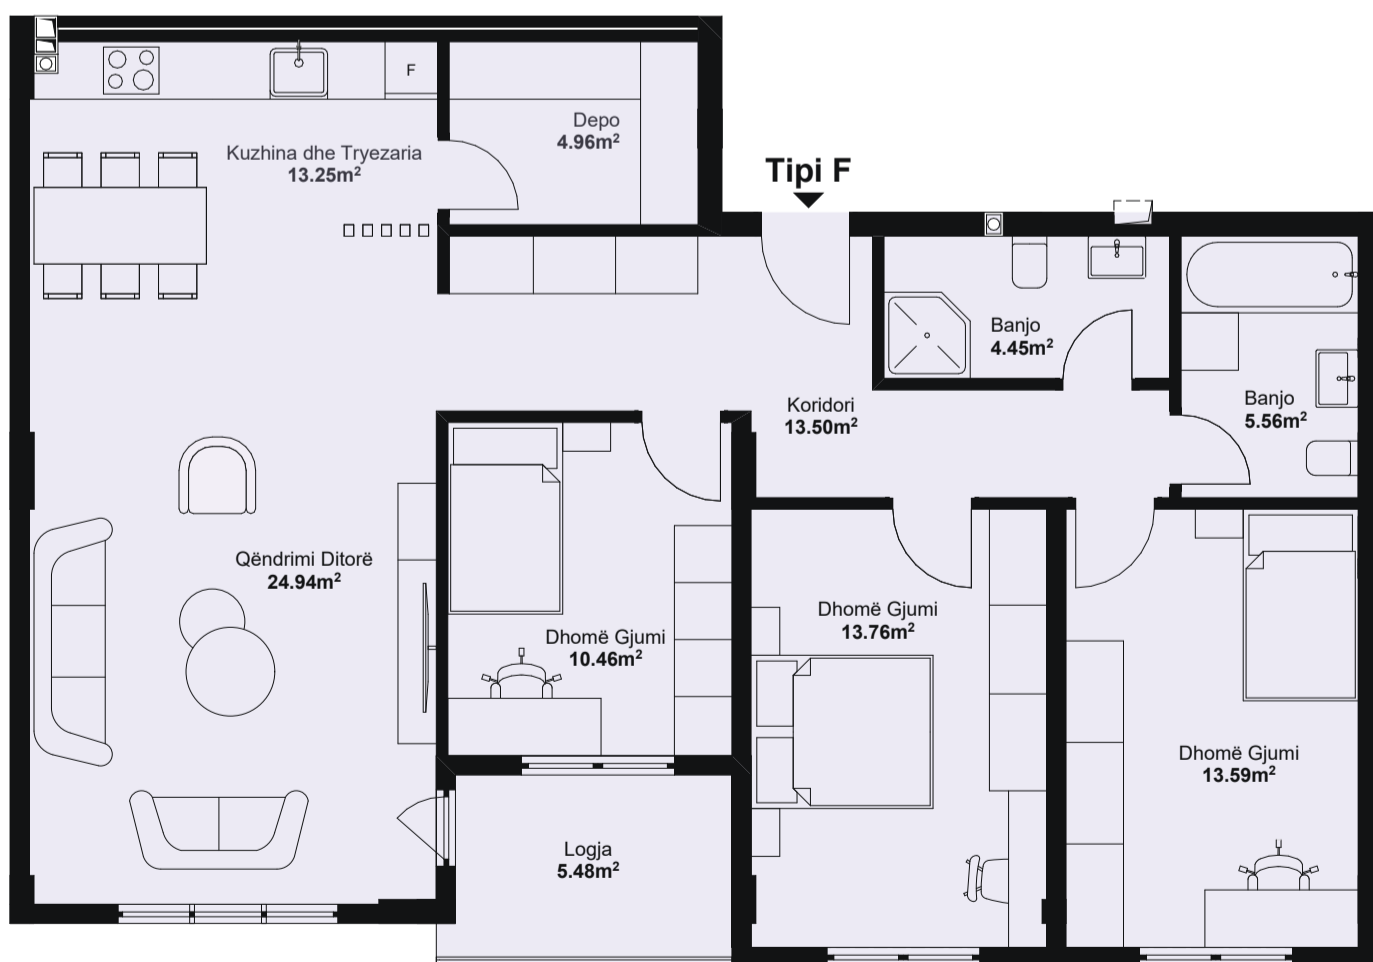 F
Depo
4.96m²
Kuzhina dhe Tryezaria
13.25m²
Tipi F
Banjo
4.45m²
Koridori
13.50m²
Banjo
5.56m²
Qëndrimi Ditorë
24.94m²
Dhomë Gjumi
10.46m²
Dhomë Gjumi
13.76m²
Dhomë Gjumi
13.59m²
Logja
5.48m²